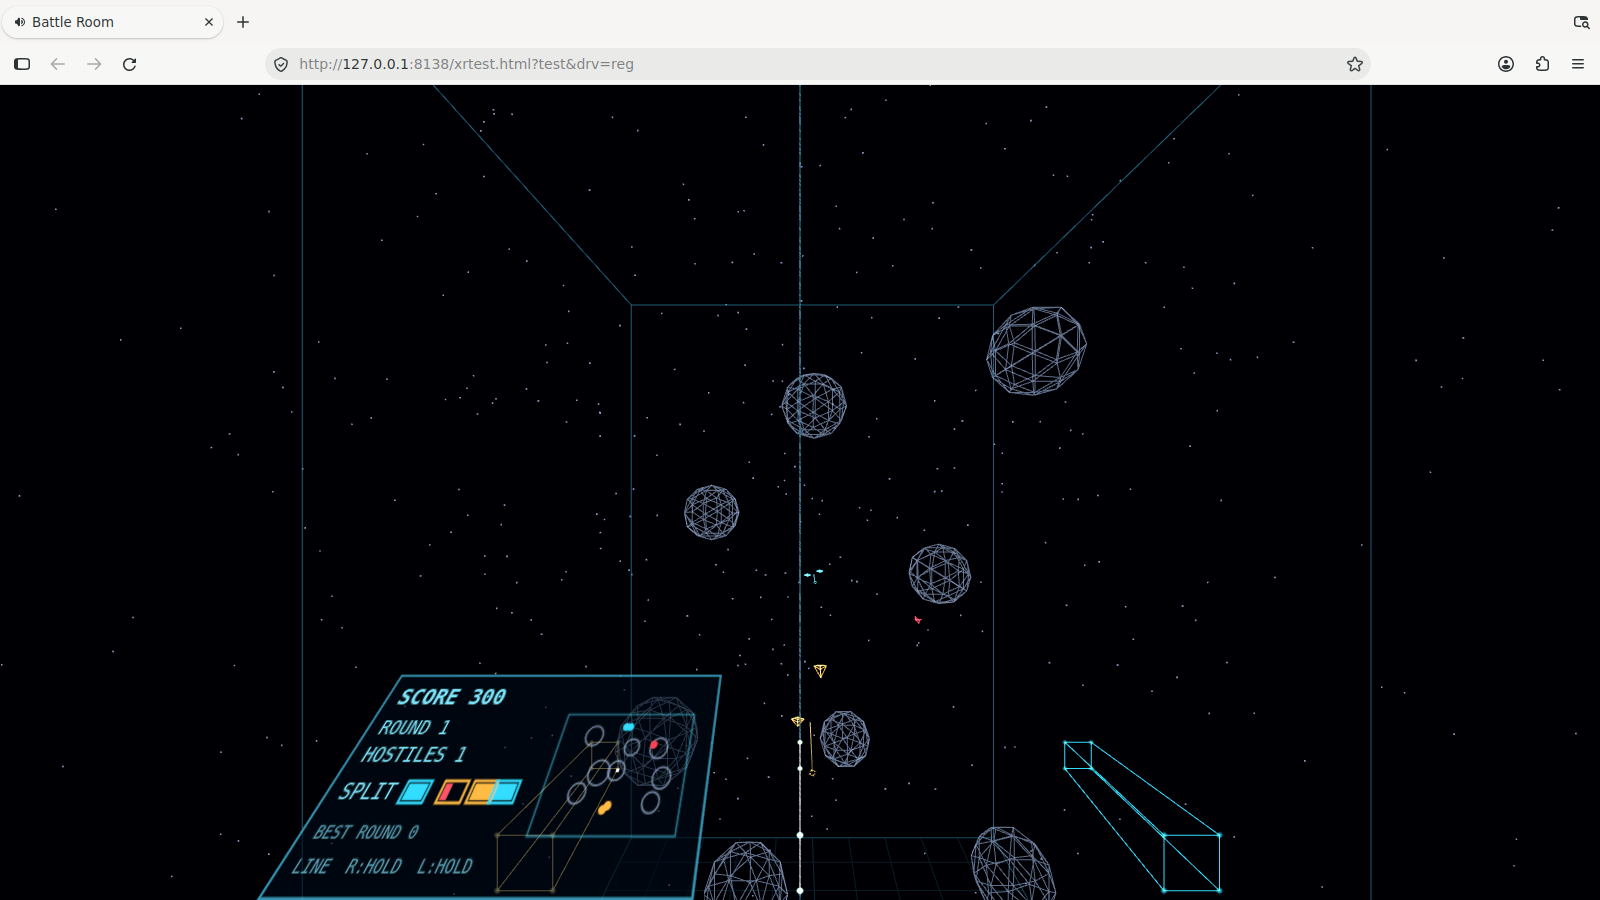 Battle Room
http://127.0.0.1:8138/xrtest.html?test&drv=reg
SCORE 300
ROUND 1
HOSTILES 1
SPLIT
BEST ROUND 0
LINE R:HOLD L:HOLD